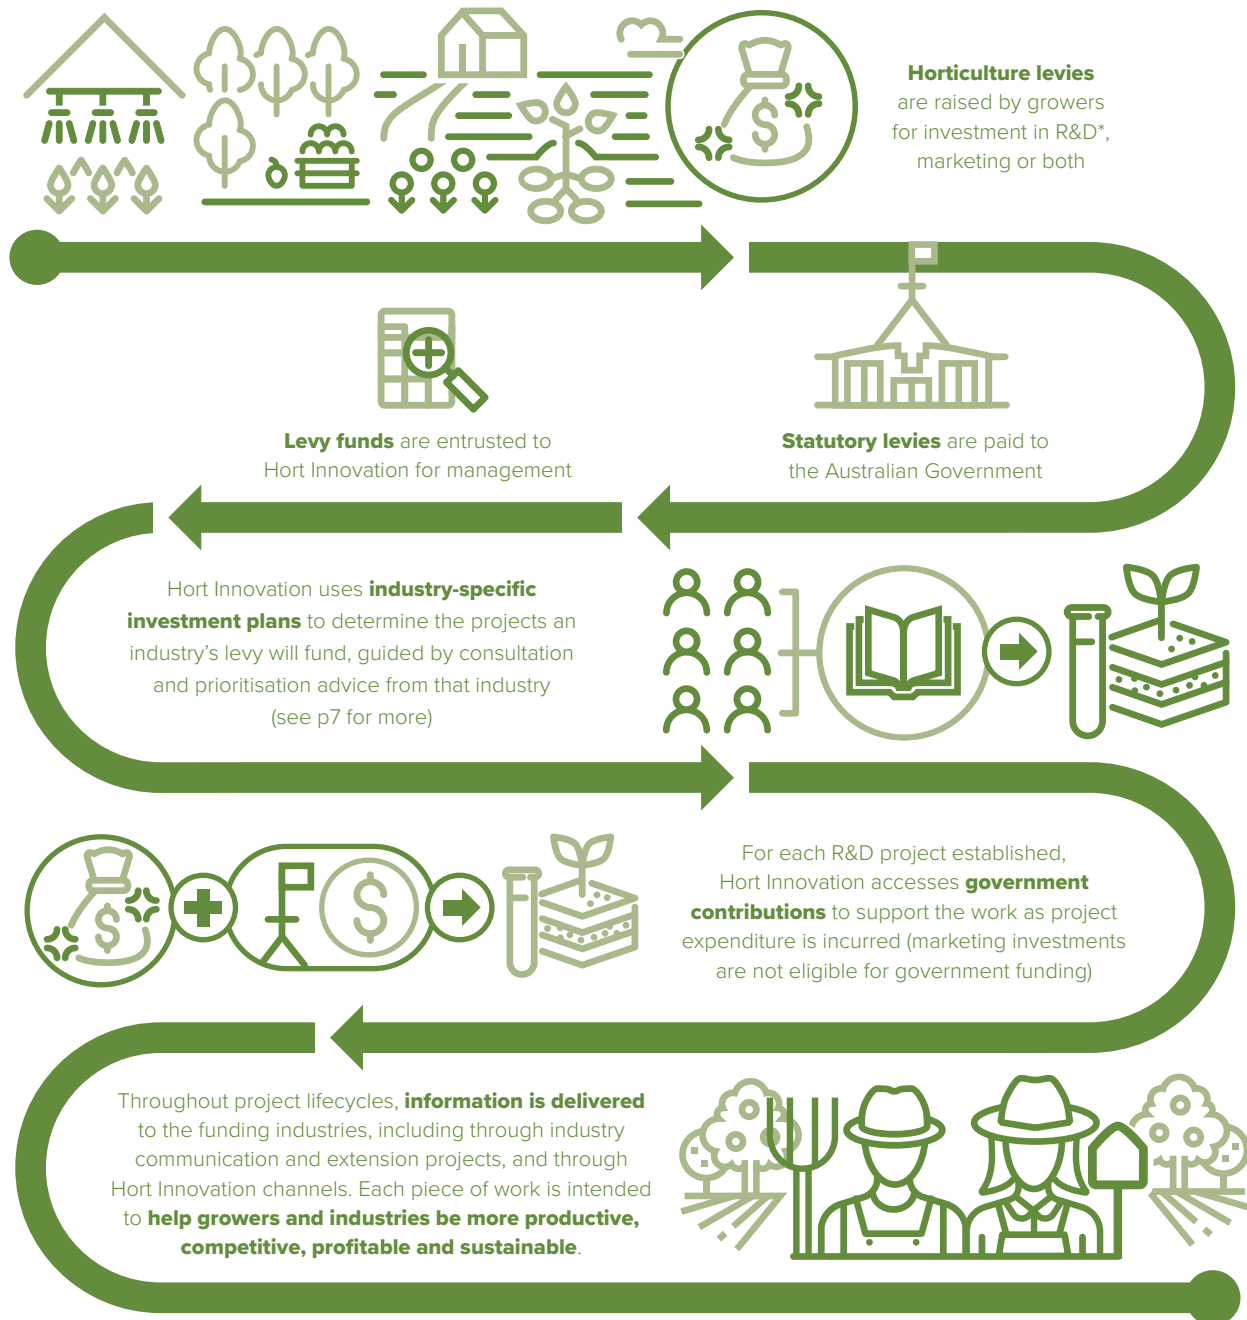 Horticulture levies
are raised by growers
for investment in R&D*,
marketing or both
Levy funds are entrusted to
Hort Innovation for management
Statutory levies are paid to
the Australian Government
Hort Innovation uses industry-specific
investment plans to determine the projects an
industry’s levy will fund, guided by consultation
and prioritisation advice from that industry
(see p7 for more)
For each R&D project established,
Hort Innovation accesses government
contributions to support the work as project
expenditure is incurred (marketing investments
are not eligible for government funding)
Throughout project lifecycles, information is delivered
to the funding industries, including through industry
communication and extension projects, and through
Hort Innovation channels. Each piece of work is intended
to help growers and industries be more productive,
competitive, profitable and sustainable.